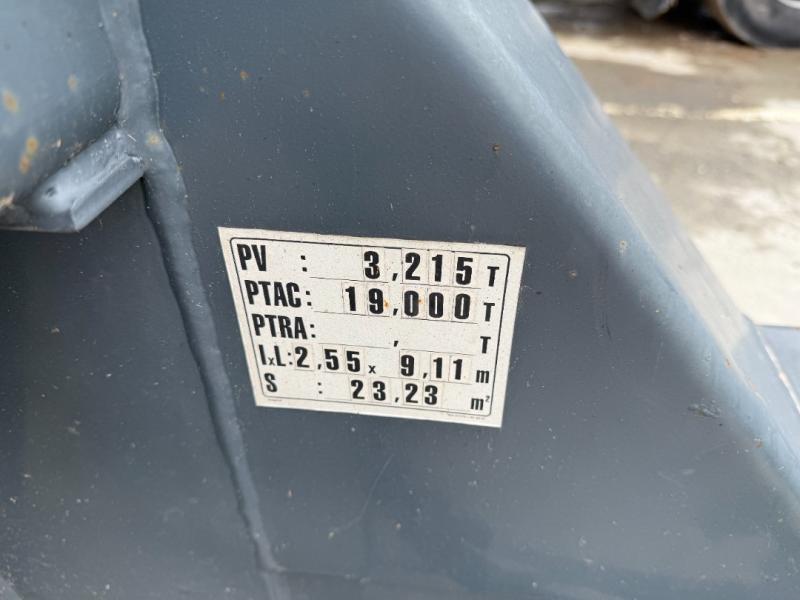 PV : 3,215 T
PTAC: 19,000 T
PTRA: , T
IxL: 2,55 x 9,11 m
S : 23,23 m²